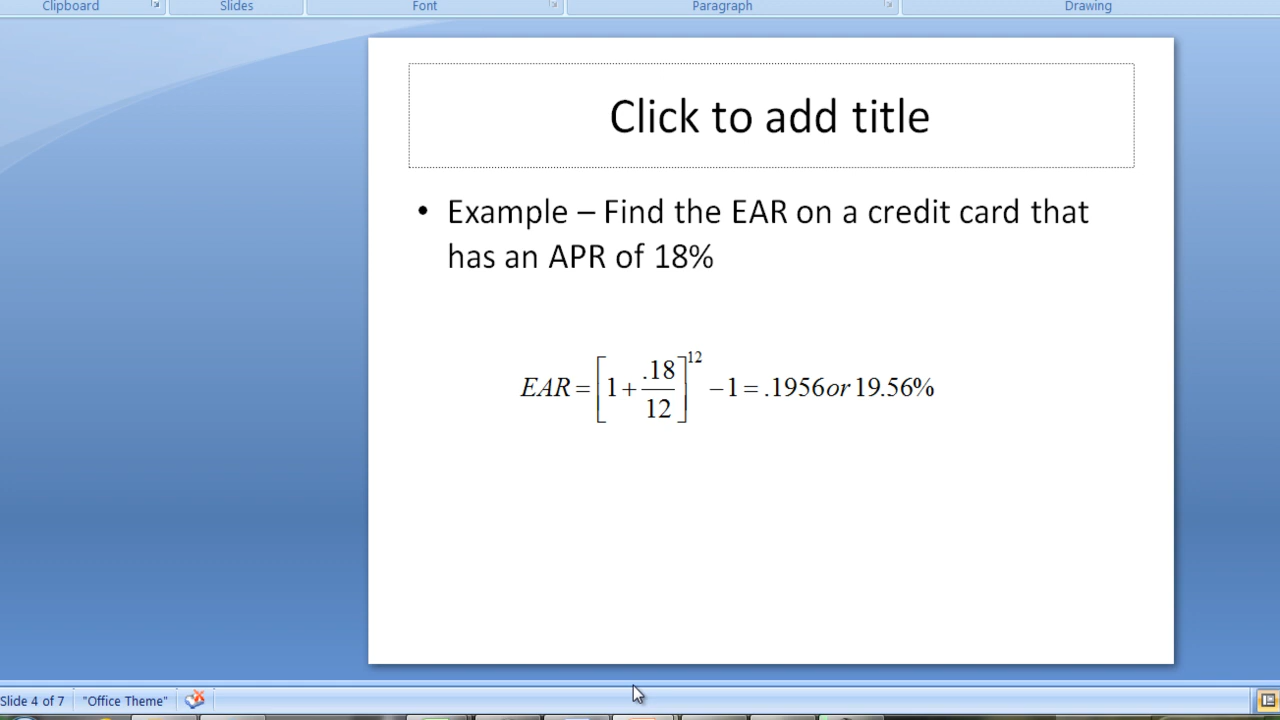 Clipboard Slides Font Paragraph Drawing
Click to add title
• Example – Find the EAR on a credit card that
has an APR of 18%
EAR = [1 + .18/12]^12 – 1 = .1956 or 19.56%
Slide 4 of 7 "Office Theme"